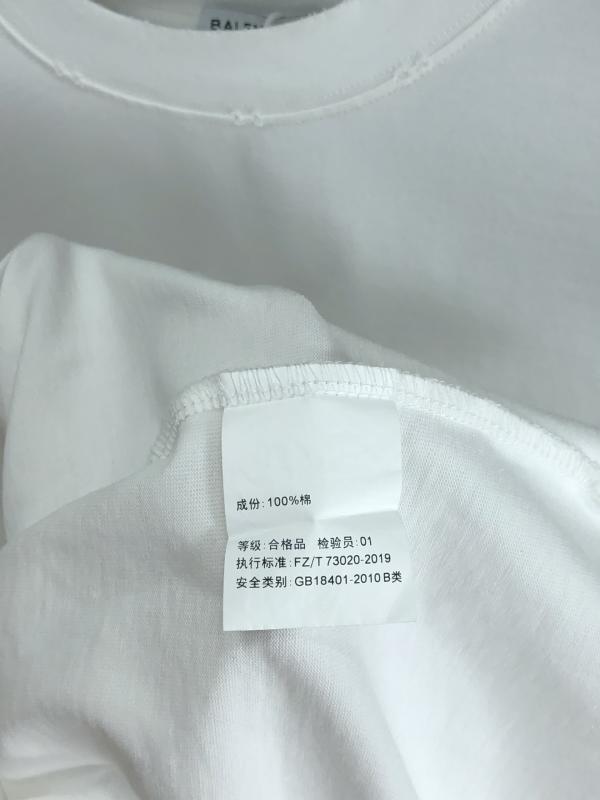 BALEN
成份:100%棉
等级:合格品 检验员:01
执行标准:FZ/T 73020-2019
安全类别:GB18401-2010 B类